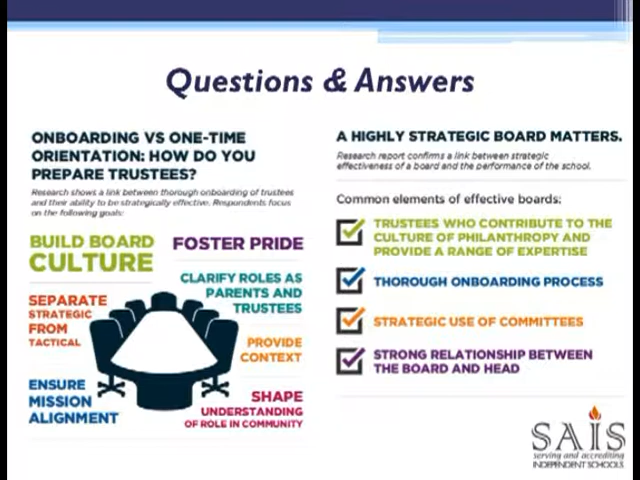 Questions & Answers
ONBOARDING VS ONE-TIME
ORIENTATION: HOW DO YOU
PREPARE TRUSTEES?
Research shows a link between thorough onboarding of trustees
and their ability to be strategically effective. Respondents focus
on the following goals:
BUILD BOARD
CULTURE
FOSTER PRIDE
CLARIFY ROLES AS
PARENTS AND
TRUSTEES
SEPARATE
STRATEGIC
FROM
TACTICAL
PROVIDE
CONTEXT
ENSURE
MISSION
ALIGNMENT
SHAPE
UNDERSTANDING
OF ROLE IN COMMUNITY
A HIGHLY STRATEGIC BOARD MATTERS.
Research report confirms a link between strategic
effectiveness of a board and the performance of the school.
Common elements of effective boards:
TRUSTEES WHO CONTRIBUTE TO THE
CULTURE OF PHILANTHROPY AND
PROVIDE A RANGE OF EXPERTISE
THOROUGH ONBOARDING PROCESS
STRATEGIC USE OF COMMITTEES
STRONG RELATIONSHIP BETWEEN
THE BOARD AND HEAD
SAIS
serving and accrediting
INDEPENDENT SCHOOLS